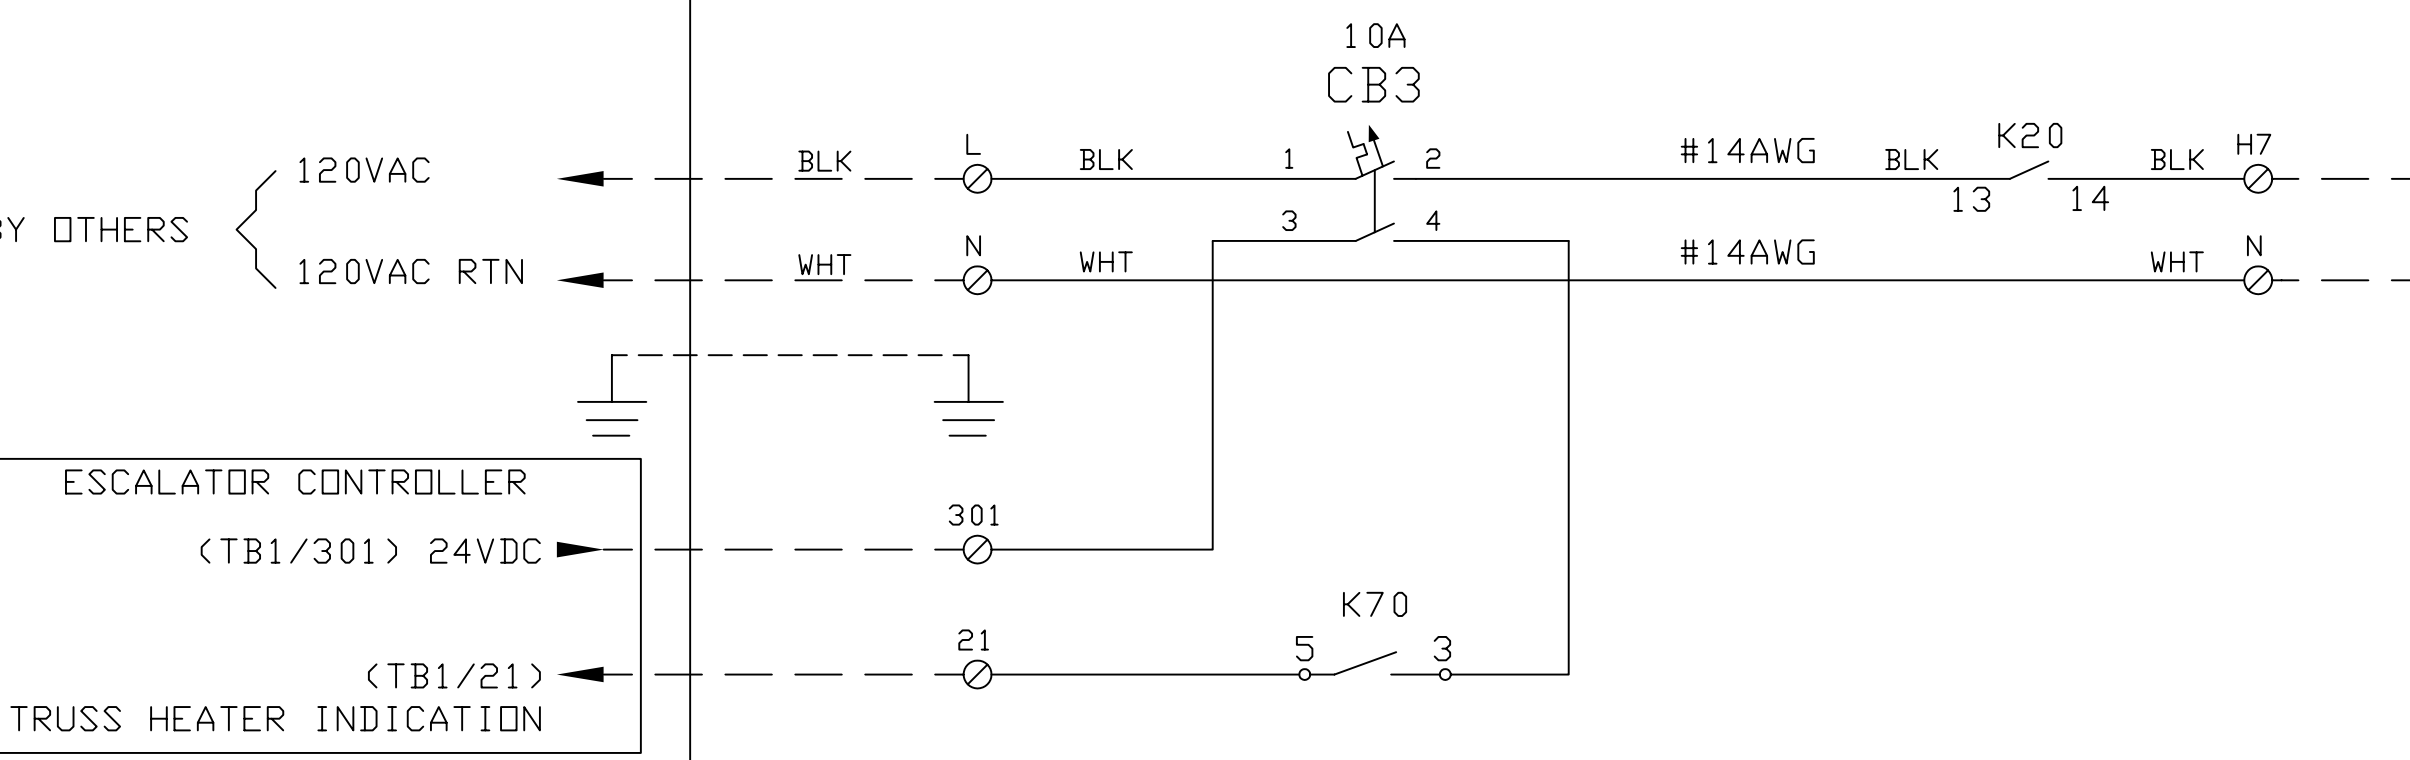 10A
CB3
120VAC
BLK
L
BLK
1
2
#14AWG
BLK
K20
13
14
BLK
H7
BY OTHERS
3
4
120VAC RTN
WHT
N
WHT
#14AWG
WHT
N
ESCALATOR CONTROLLER
(TB1/301) 24VDC
301
K70
(TB1/21)
21
5
3
TRUSS HEATER INDICATION